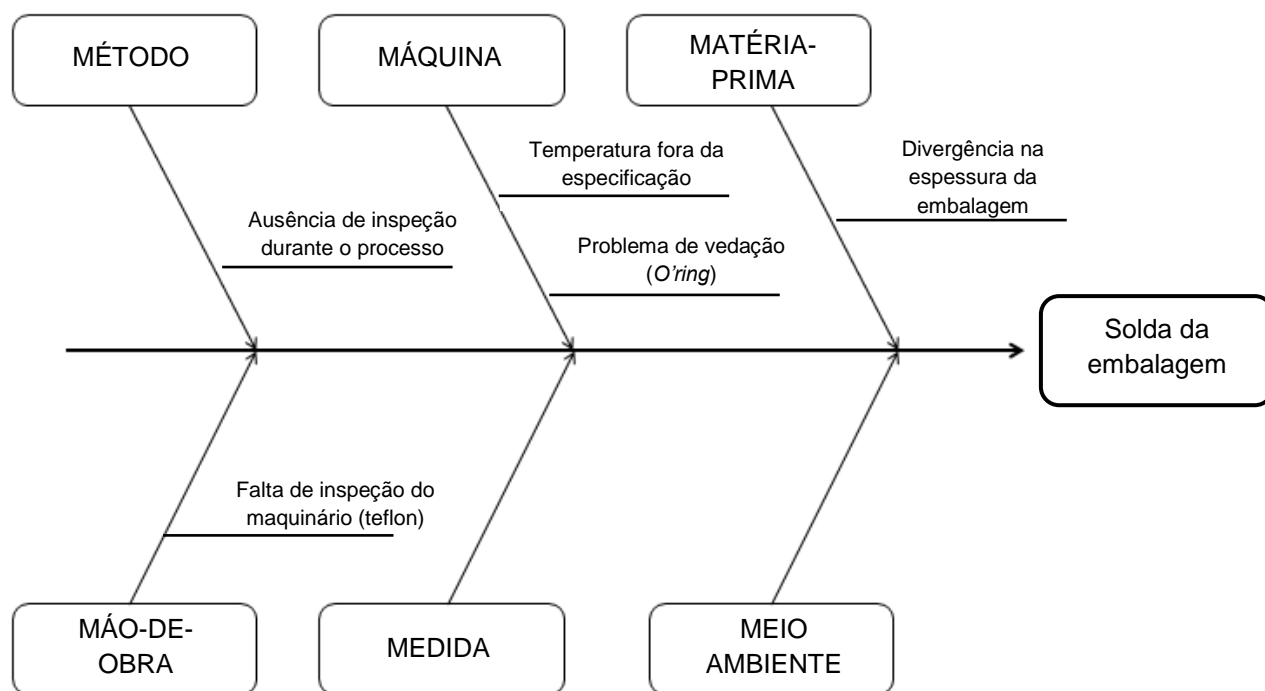 MÉTODO
MÁQUINA
MATÉRIA-
PRIMA
Temperatura fora da
especificação
Divergência na
espessura da
embalagem
Ausência de inspeção
durante o processo
Problema de vedação
(O’ring)
Solda da
embalagem
Falta de inspeção do
maquinário (teflon)
MÁO-DE-
OBRA
MEDIDA
MEIO
AMBIENTE